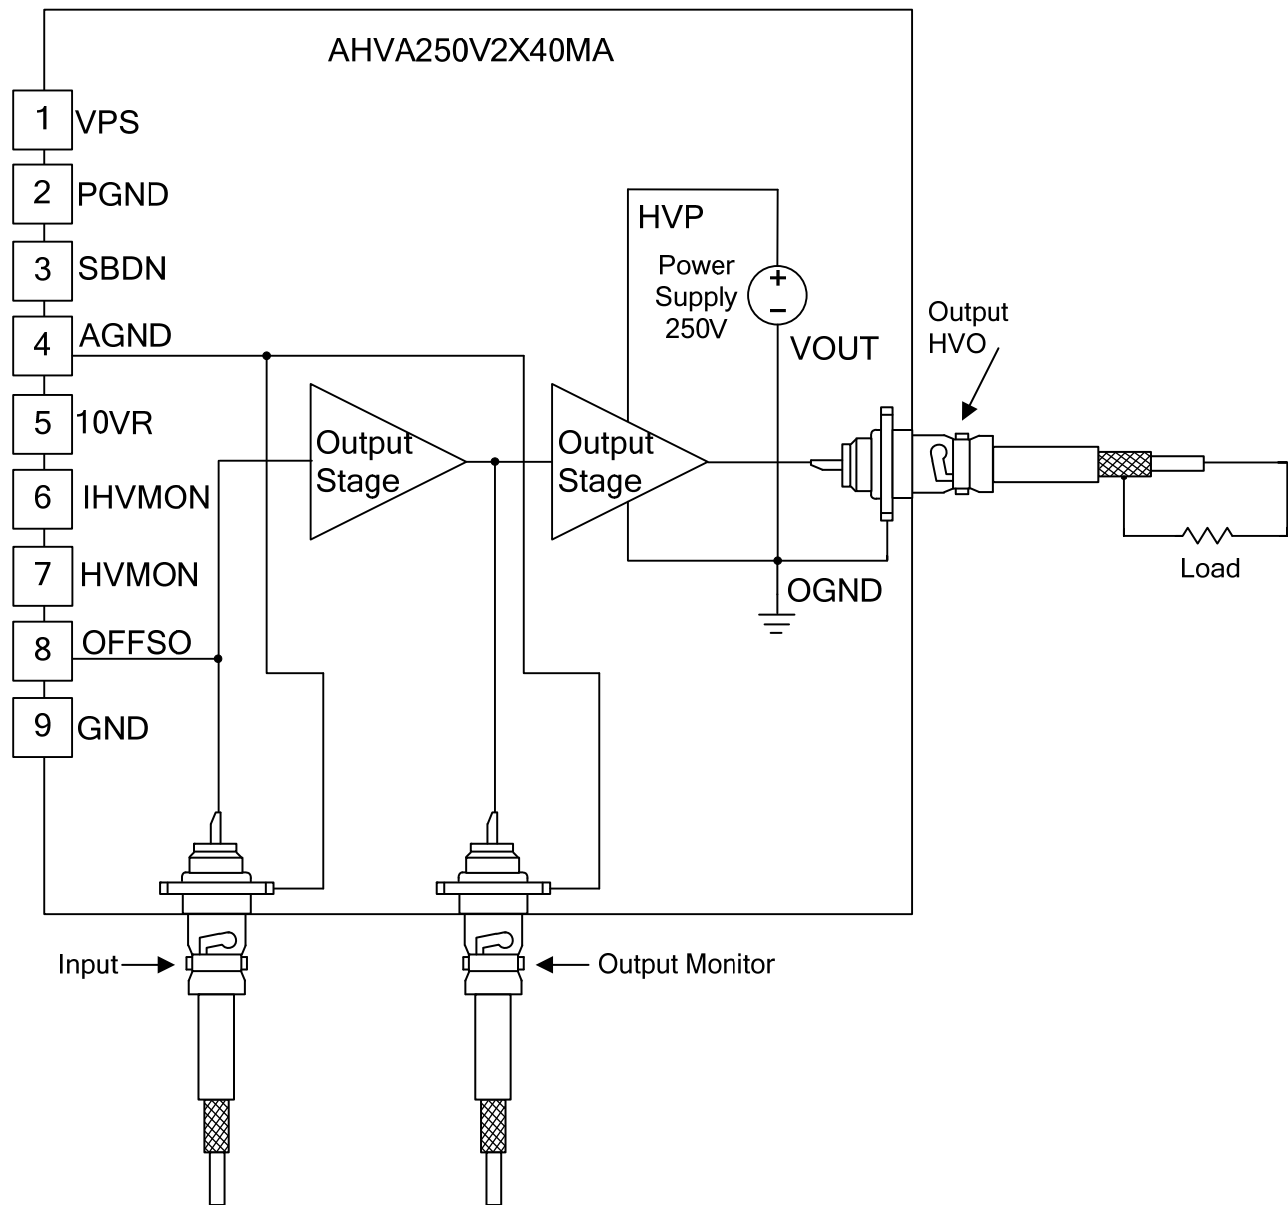 AHVA250V2X40MA
1 VPS
2 PGND
3 SBDN
4 AGND
5 10VR
6 IHVMON
7 HVMON
8 OFFSO
9 GND
HVP
Power
Supply
250V
+
−
VOUT
Output
HVO
Output
Stage
Output
Stage
OGND
Load
Input
Output Monitor